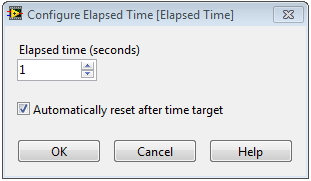 Configure Elapsed Time [Elapsed Time]
Elapsed time (seconds)
1
Automatically reset after time target
OK Cancel Help